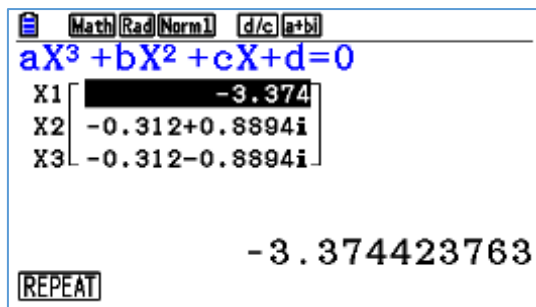 Math Rad Norm1 d/c a+bi
aX³+bX²+cX+d=0
X1 -3.374
X2 -0.312+0.8894i
X3 -0.312-0.8894i
-3.374423763
REPEAT